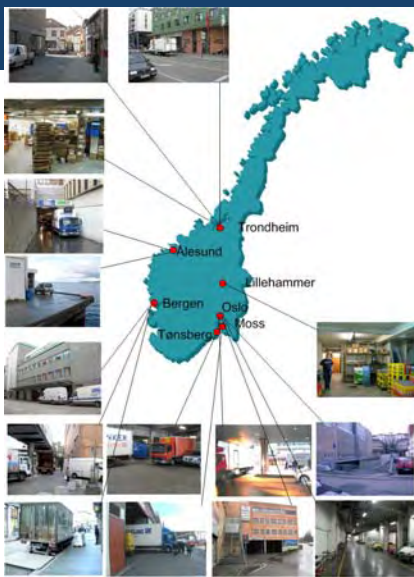 Trondheim
Ålesund
Lillehammer
Bergen
Oslo
Moss
Tønsberg